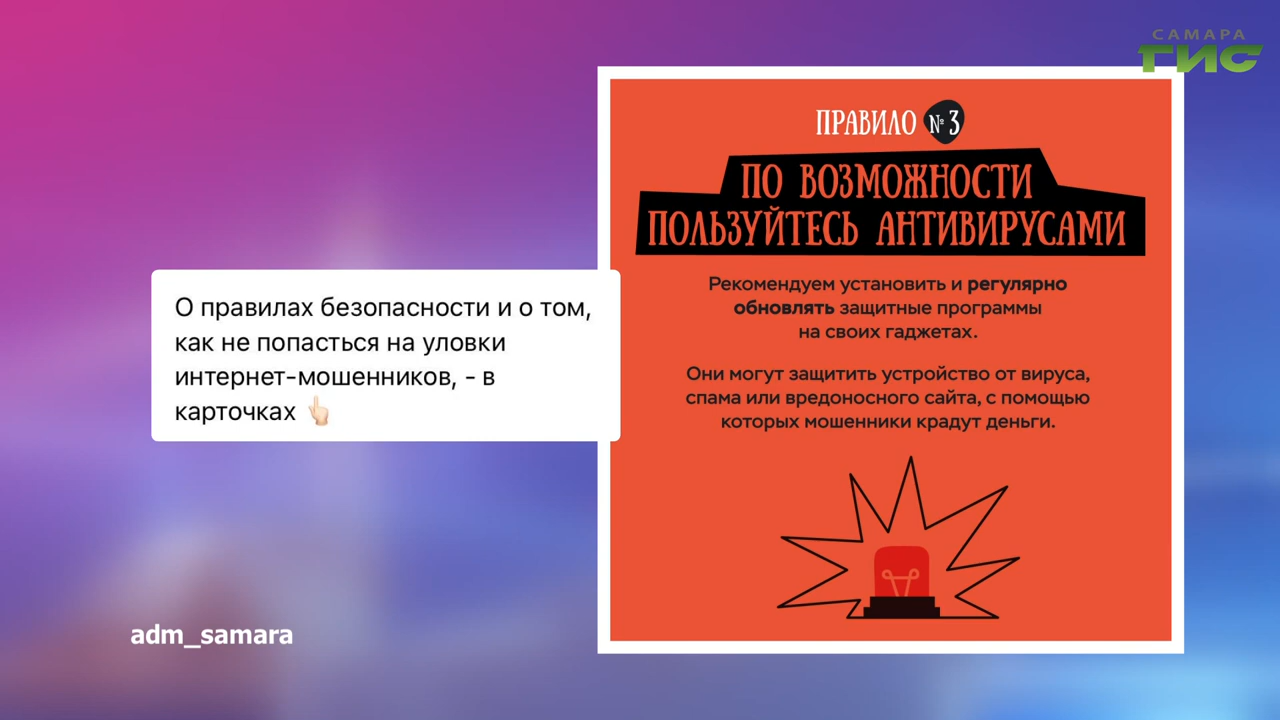 САМАРА
ГИС
ПРАВИЛО № 3
ПО ВОЗМОЖНОСТИ
ПОЛЬЗУЙТЕСЬ АНТИВИРУСАМИ
Рекомендуем установить и регулярно
обновлять защитные программы
на своих гаджетах.
Они могут защитить устройство от вируса,
спама или вредоносного сайта, с помощью
которых мошенники крадут деньги.
О правилах безопасности и о том,
как не попасться на уловки
интернет-мошенников, - в
карточках 👆🏻
adm_samara